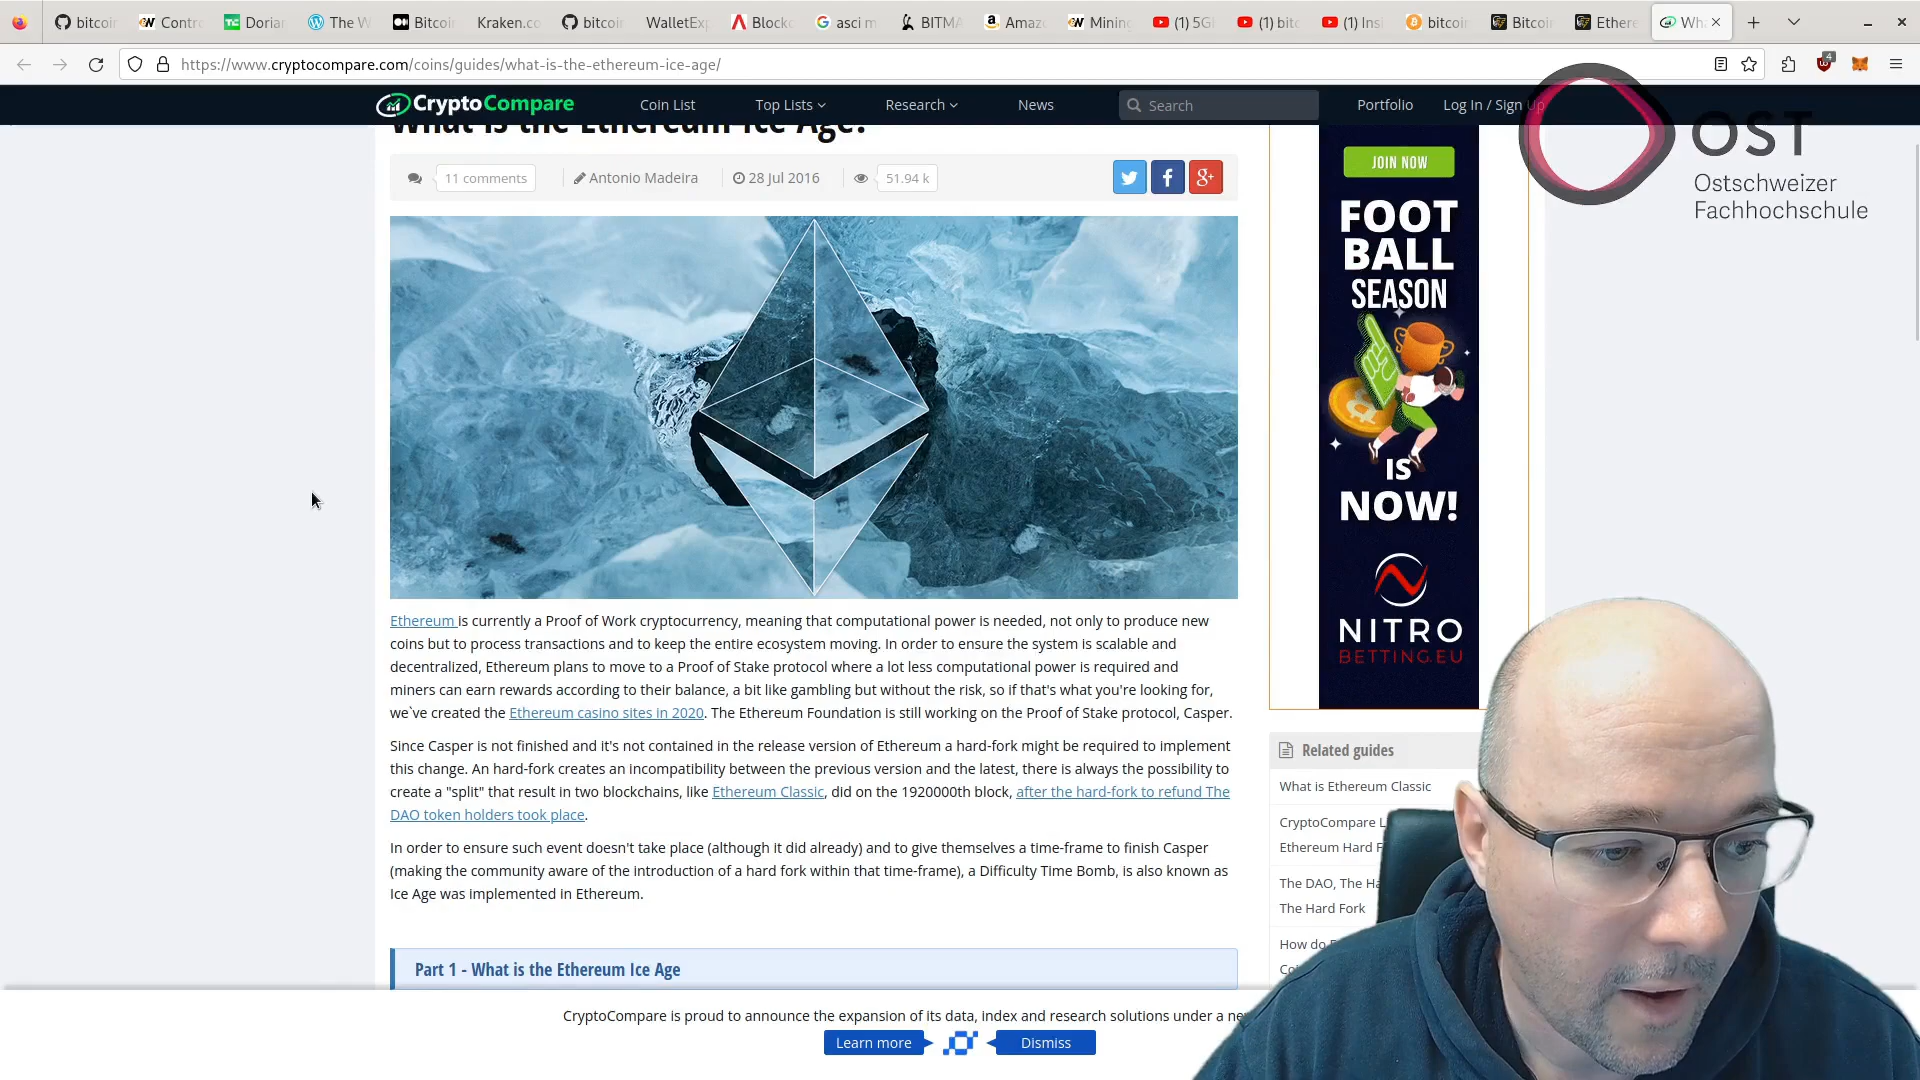 bitcoi
Contro
Dorian
The W
Bitcoin
Kraken.co
bitcoin
WalletExp
Blockc
asci m
BITMA
Amazo
Mining
(1) 5G
(1) bitc
(1) Insi
bitcoin
Bitcoin
Ethere
Wha
https://www.cryptocompare.com/coins/guides/what-is-the-ethereum-ice-age/
4
CryptoCompare
Coin List
Top Lists
Research
News
Search
Portfolio
Log In / Sign Up
What is the Ethereum Ice Age?
11 comments
Antonio Madeira
28 Jul 2016
51.94 k
OST
Ostschweizer
Fachhochschule
JOIN NOW
FOOT
BALL
SEASON
IS
NOW!
NITRO
BETTING.EU
Ethereum is currently a Proof of Work cryptocurrency, meaning that computational power is needed, not only to produce new
coins but to process transactions and to keep the entire ecosystem moving. In order to ensure the system is scalable and
decentralized, Ethereum plans to move to a Proof of Stake protocol where a lot less computational power is required and
miners can earn rewards according to their balance, a bit like gambling but without the risk, so if that's what you're looking for,
we`ve created the Ethereum casino sites in 2020. The Ethereum Foundation is still working on the Proof of Stake protocol, Casper.
Since Casper is not finished and it's not contained in the release version of Ethereum a hard-fork might be required to implement
this change. An hard-fork creates an incompatibility between the previous version and the latest, there is always the possibility to
create a "split" that result in two blockchains, like Ethereum Classic, did on the 1920000th block, after the hard-fork to refund The
DAO token holders took place.
In order to ensure such event doesn't take place (although it did already) and to give themselves a time-frame to finish Casper
(making the community aware of the introduction of a hard fork within that time-frame), a Difficulty TIme Bomb, is also known as
Ice Age was implemented in Ethereum.
Part 1 - What is the Ethereum Ice Age
Related guides
What is Ethereum Classic
CryptoCompare L
Ethereum Hard F
The DAO, The Ha
The Hard Fork
How do
Co
CryptoCompare is proud to announce the expansion of its data, index and research solutions under a ne
Learn more
Dismiss